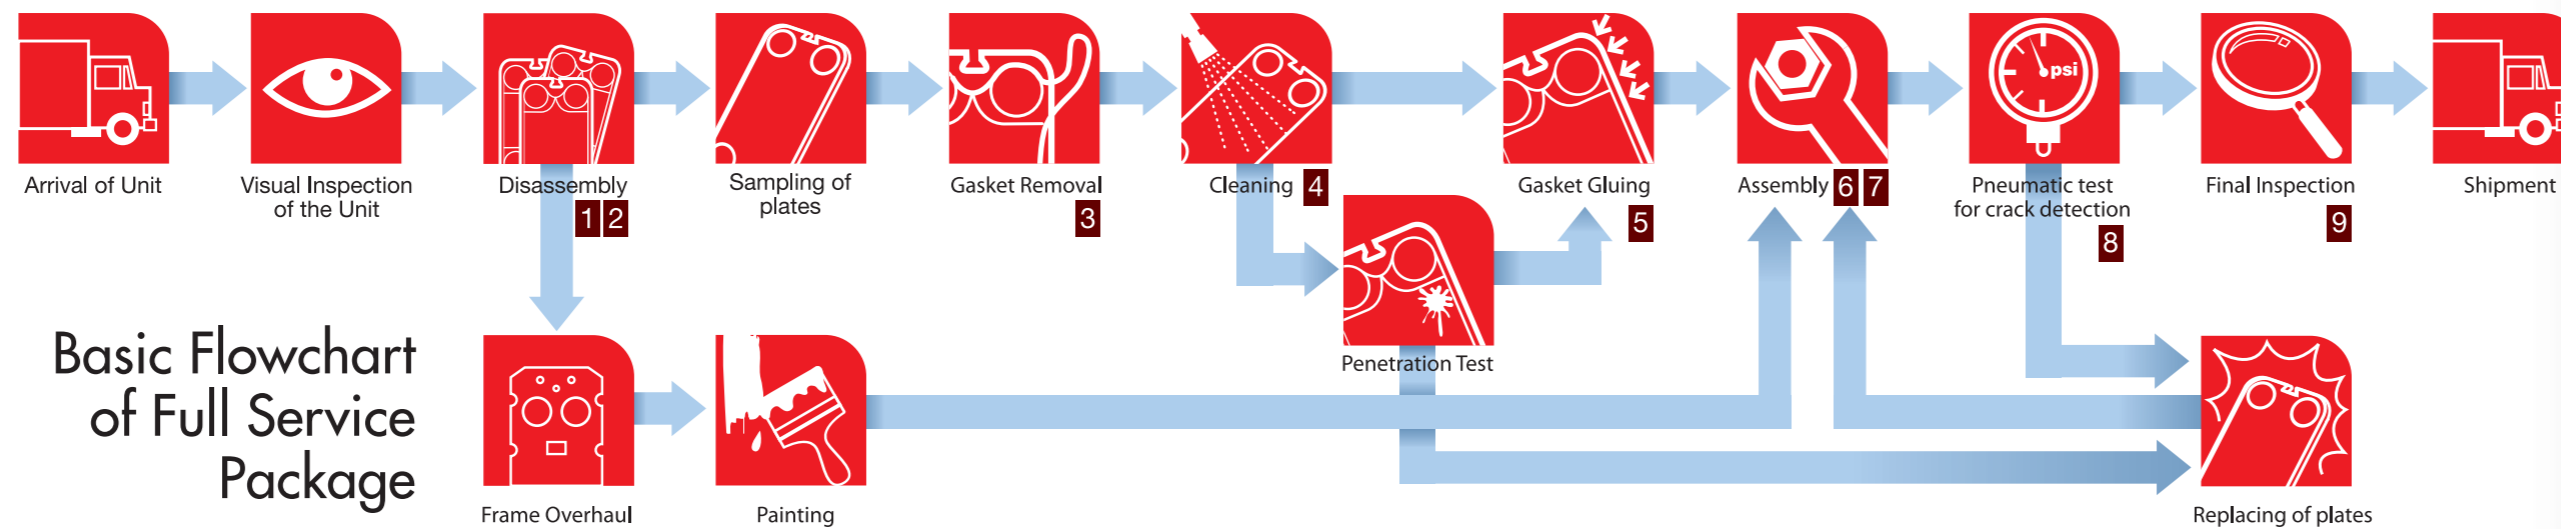 psi
Arrival of Unit
Visual Inspection
of the Unit
Disassembly
1 2
Sampling of
plates
Gasket Removal
3
Cleaning 4
Gasket Gluing
5
Assembly 6 7
Pneumatic test
for crack detection
8
Final Inspection
9
Shipment
Penetration Test
Basic Flowchart
of Full Service
Package
Frame Overhaul
Painting
Replacing of plates